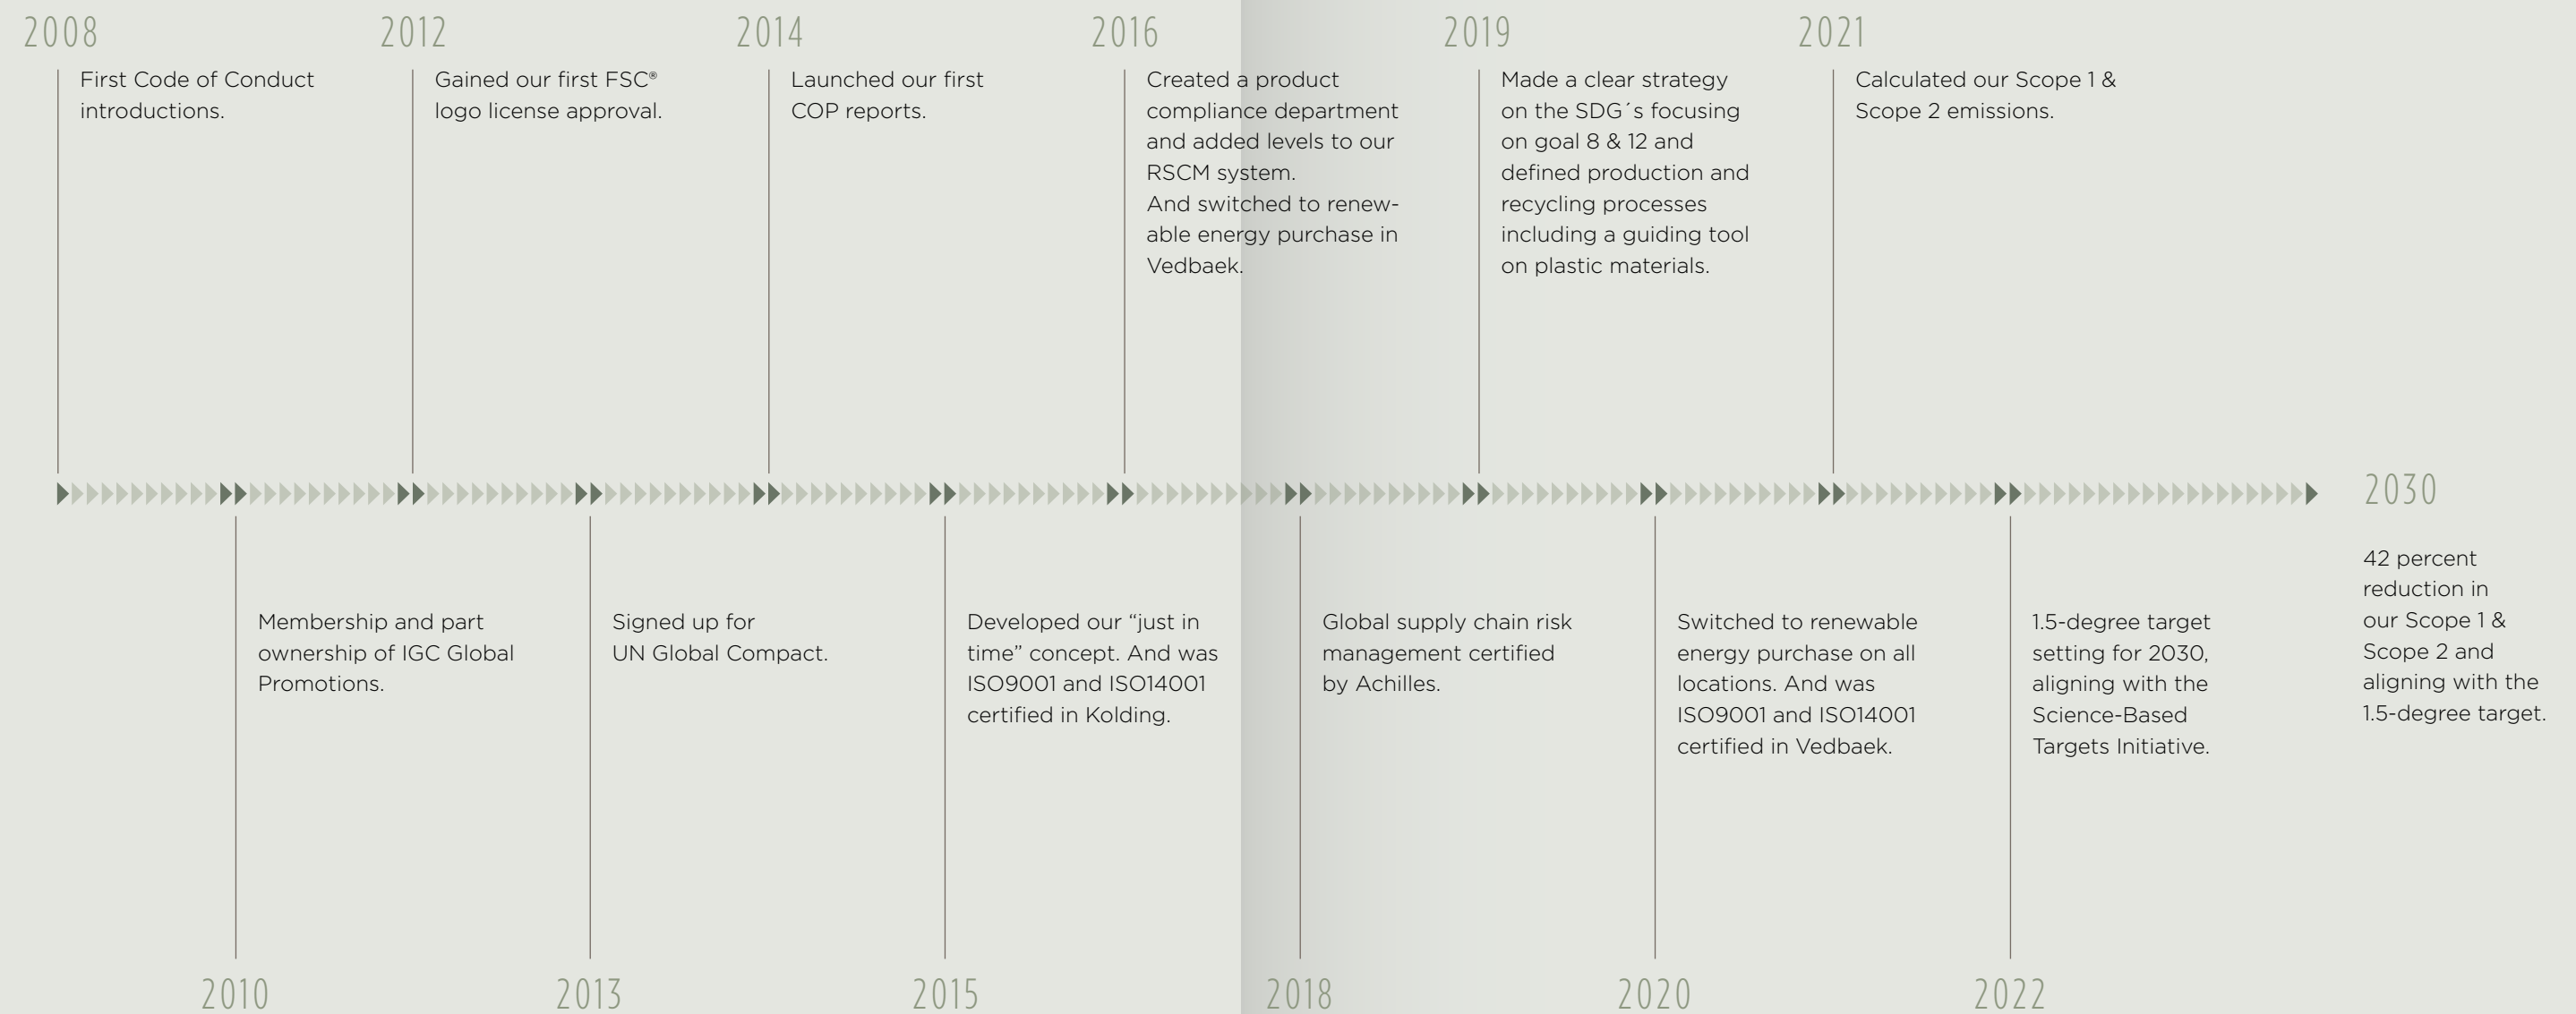 2008
First Code of Conduct
introductions.
2012
Gained our first FSC®
logo license approval.
2014
Launched our first
COP reports.
2016
Created a product
compliance department
and added levels to our
RSCM system.
And switched to renew-
able energy purchase in
Vedbaek.
2019
Made a clear strategy
on the SDG´s focusing
on goal 8 & 12 and
defined production and
recycling processes
including a guiding tool
on plastic materials.
2021
Calculated our Scope 1 &
Scope 2 emissions.
2030
42 percent
reduction in
our Scope 1 &
Scope 2 and
aligning with the
1.5-degree target.
Membership and part
ownership of IGC Global
Promotions.
2010
Signed up for
UN Global Compact.
2013
Developed our “just in
time” concept. And was
ISO9001 and ISO14001
certified in Kolding.
2015
Global supply chain risk
management certified
by Achilles.
2018
Switched to renewable
energy purchase on all
locations. And was
ISO9001 and ISO14001
certified in Vedbaek.
2020
1.5-degree target
setting for 2030,
aligning with the
Science-Based
Targets Initiative.
2022